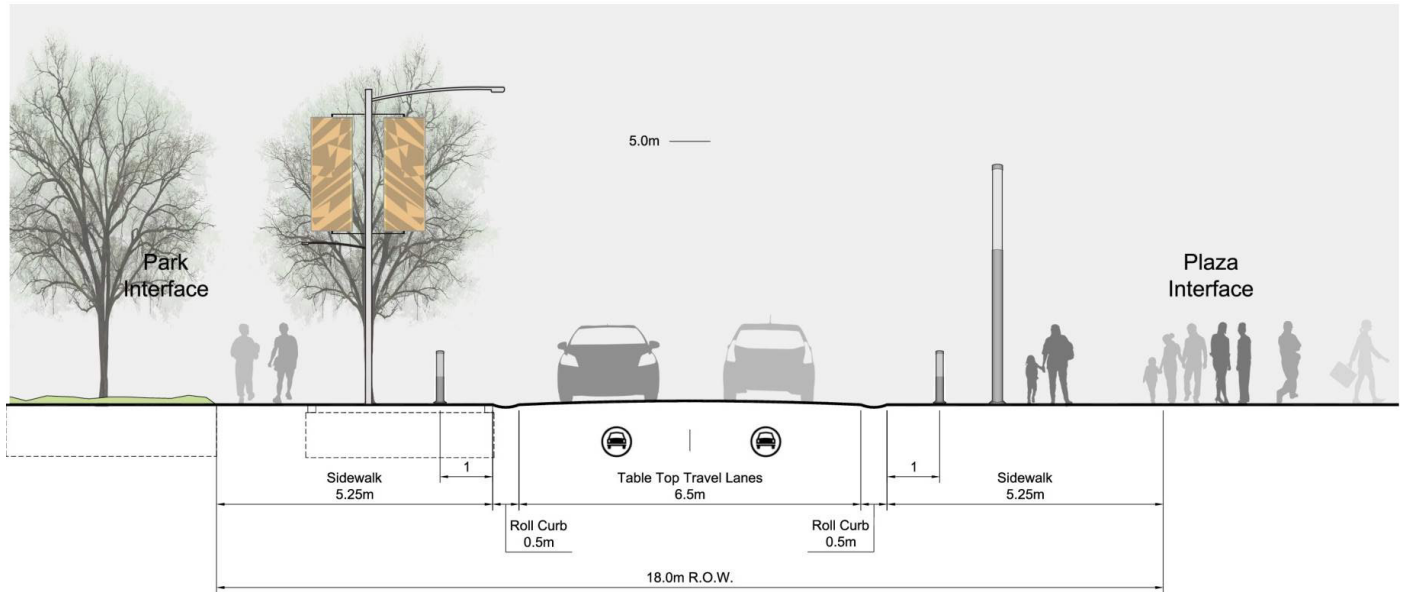 5.0m
Park
Interface
Plaza
Interface
1
1
Sidewalk
5.25m
Table Top Travel Lanes
6.5m
Sidewalk
5.25m
Roll Curb
0.5m
Roll Curb
0.5m
18.0m R.O.W.